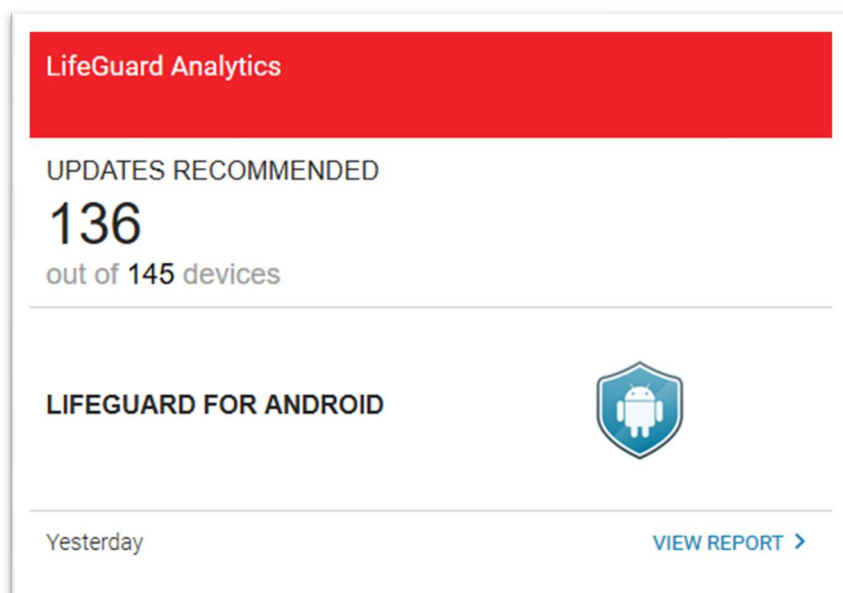 LifeGuard Analytics
UPDATES RECOMMENDED
136
out of 145 devices
LIFEGUARD FOR ANDROID
Yesterday
VIEW REPORT >